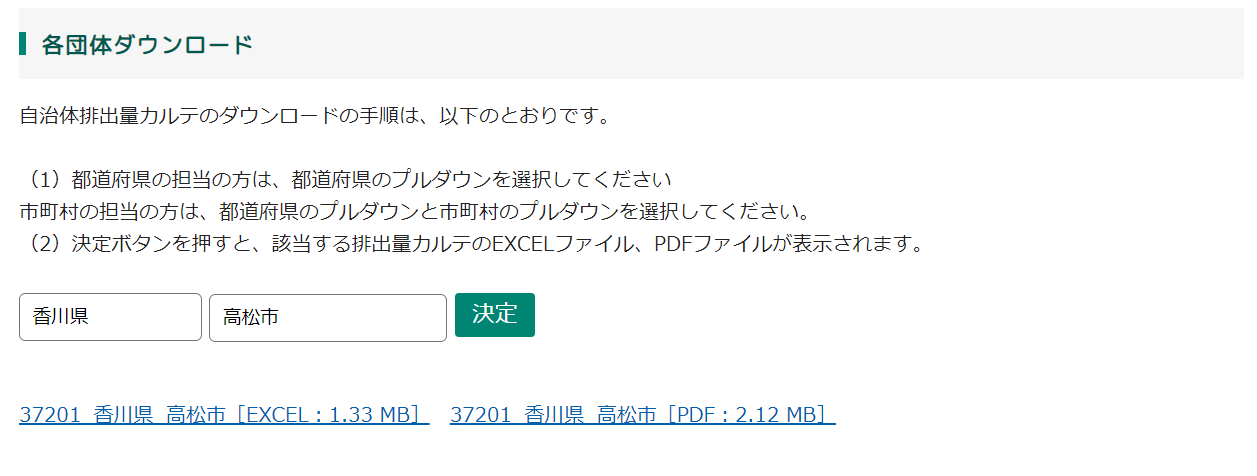 各団体ダウンロード
自治体排出量カルテのダウンロードの手順は、以下のとおりです。
（1）都道府県の担当の方は、都道府県のプルダウンを選択してください
市町村の担当の方は、都道府県のプルダウンと市町村のプルダウンを選択してください。
（2）決定ボタンを押すと、該当する排出量カルテのEXCELファイル、PDFファイルが表示されます。
香川県 高松市 決定
37201_香川県_高松市［EXCEL：1.33 MB］ 37201_香川県_高松市［PDF：2.12 MB］